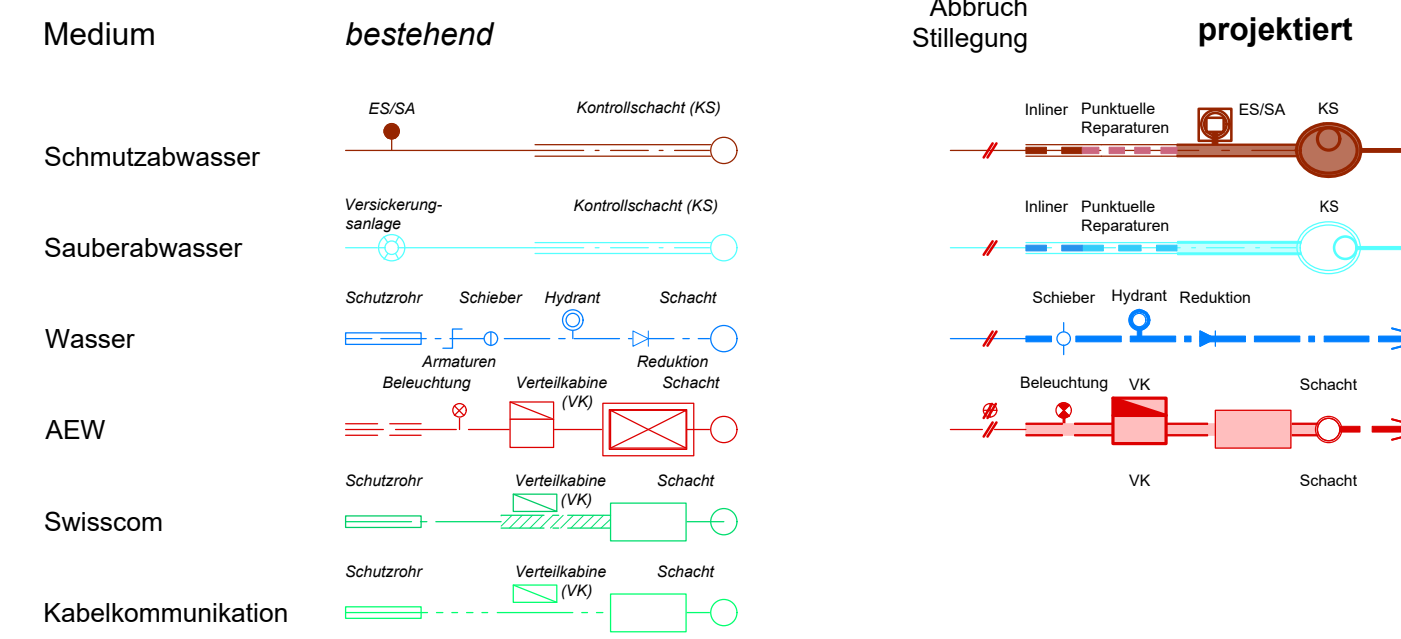 Abbruch
Medium bestehend Stillegung projektiert
ES/SA Kontrollschacht (KS) Inliner Punktuelle ES/SA KS
Reparaturen
Schmutzabwasser
Versickerung- Kontrollschacht (KS) Inliner Punktuelle KS
sanlage Reparaturen
Sauberabwasser
Schutzrohr Schieber Hydrant Schacht Schieber Hydrant Reduktion
Wasser
Armaturen Reduktion
Beleuchtung Verteilkabine Schacht Beleuchtung VK Schacht
(VK)
AEW
Schutzrohr Verteilkabine Schacht VK Schacht
(VK)
Swisscom
Schutzrohr Verteilkabine Schacht
(VK)
Kabelkommunikation